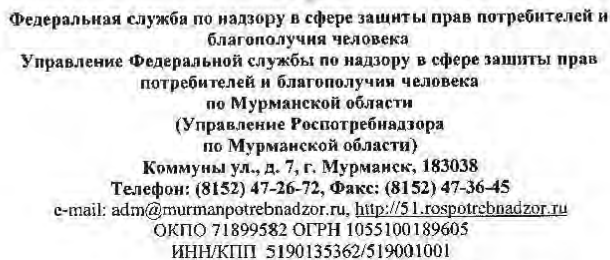 Федеральная служба по надзору в сфере защиты прав потребителей и
благополучия человека
Управление Федеральной службы по надзору в сфере защиты прав
потребителей и благополучия человека
по Мурманской области
(Управление Роспотребнадзора
по Мурманской области)
Коммуны ул., д. 7, г. Мурманск, 183038
Телефон: (8152) 47-26-72, Факс: (8152) 47-36-45
e-mail: adm@murmanpotrebnadzor.ru, http://51.rospotrebnadzor.ru
ОКПО 71899582 ОГРН 1055100189605
ИНН/КПП 5190135362/519001001